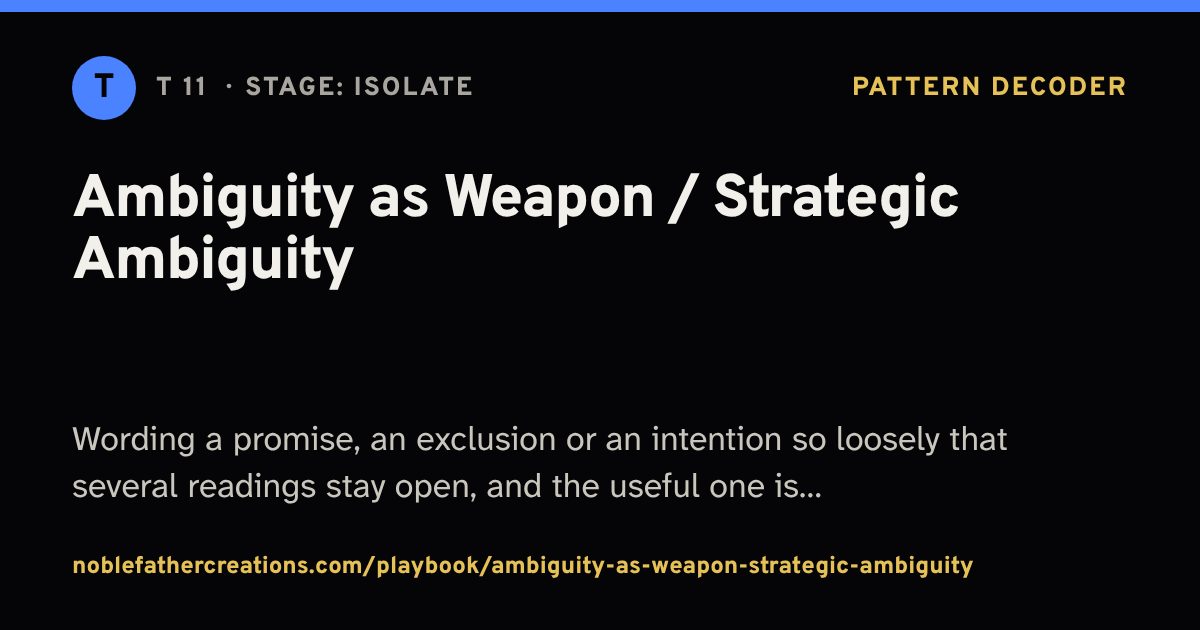 T
T 11 · STAGE: ISOLATE
PATTERN DECODER
Ambiguity as Weapon / Strategic
Ambiguity
Wording a promise, an exclusion or an intention so loosely that
several readings stay open, and the useful one is...
noblefathercreations.com/playbook/ambiguity-as-weapon-strategic-ambiguity